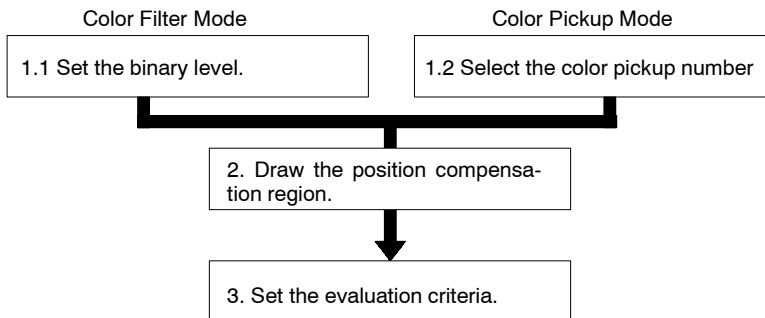 Color Filter Mode
Color Pickup Mode
1.1 Set the binary level.
1.2 Select the color pickup number
2. Draw the position compensa-
tion region.
3. Set the evaluation criteria.